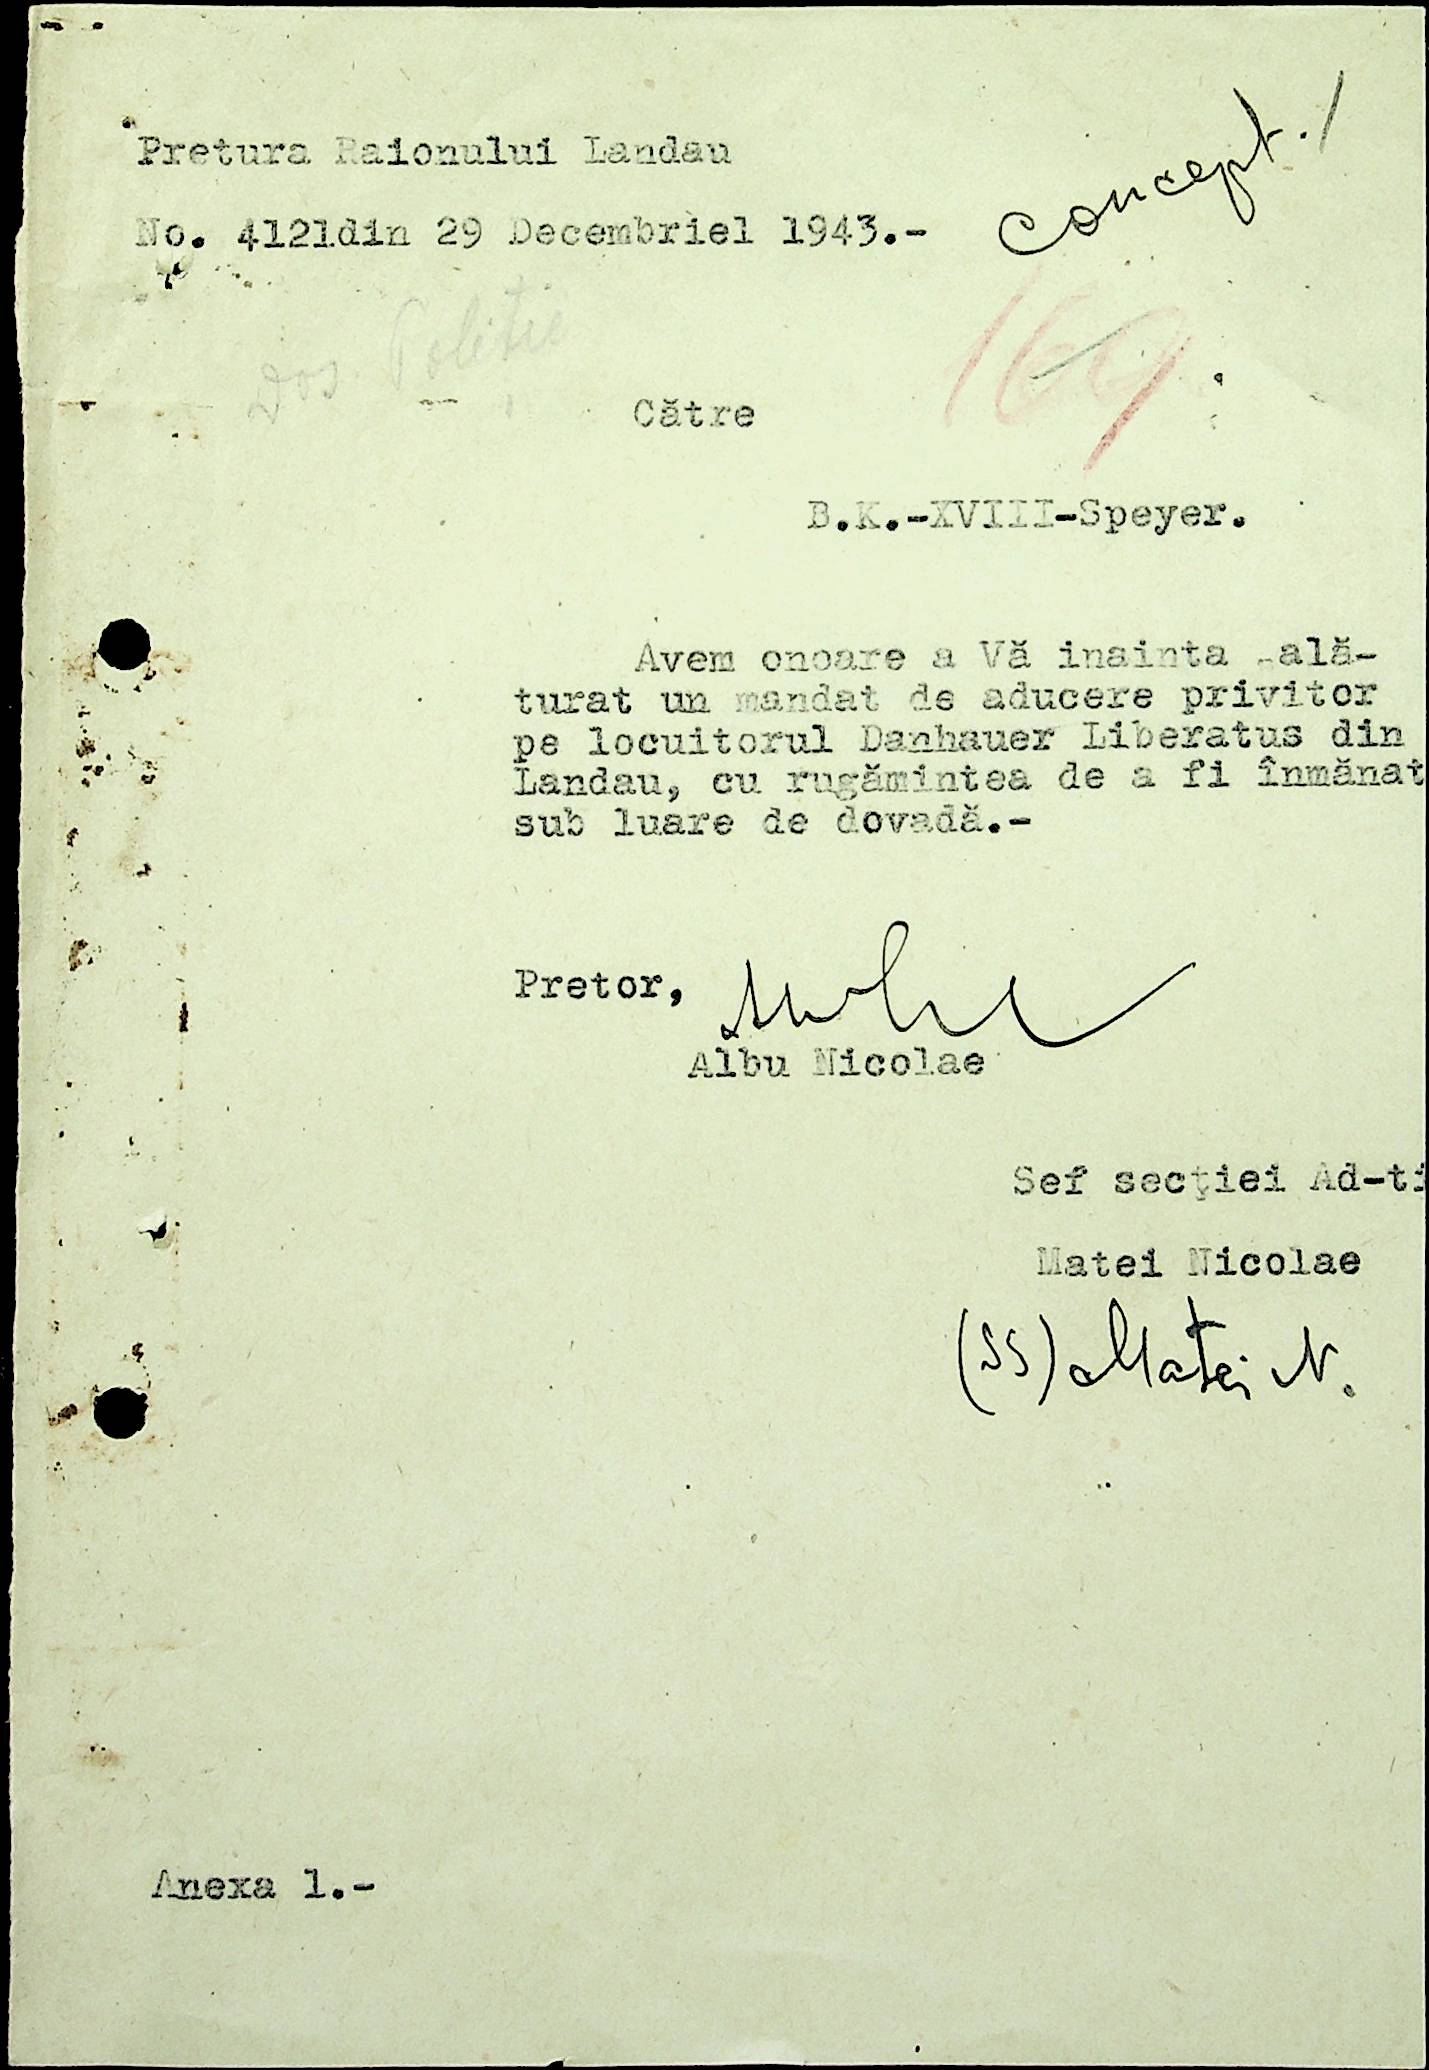 Pretura Raionului Landau
concept./
No. 4121din 29 Decembriel 1943.-
Dos. Politie
169
Către
B.K.-XVIII-Speyer.
Avem onoare a Vă inainta -ală-
turat un mandat de aducere privitor
pe locuitorul Danhauer Liberatus din
Landau, cu rugămintea de a fi înmănat
sub luare de dovadă.-
Pretor,
Albu Nicolae
Sef secţiei Ad-ti
Matei Nicolae
(SS) Matei N.
Anexa 1.-